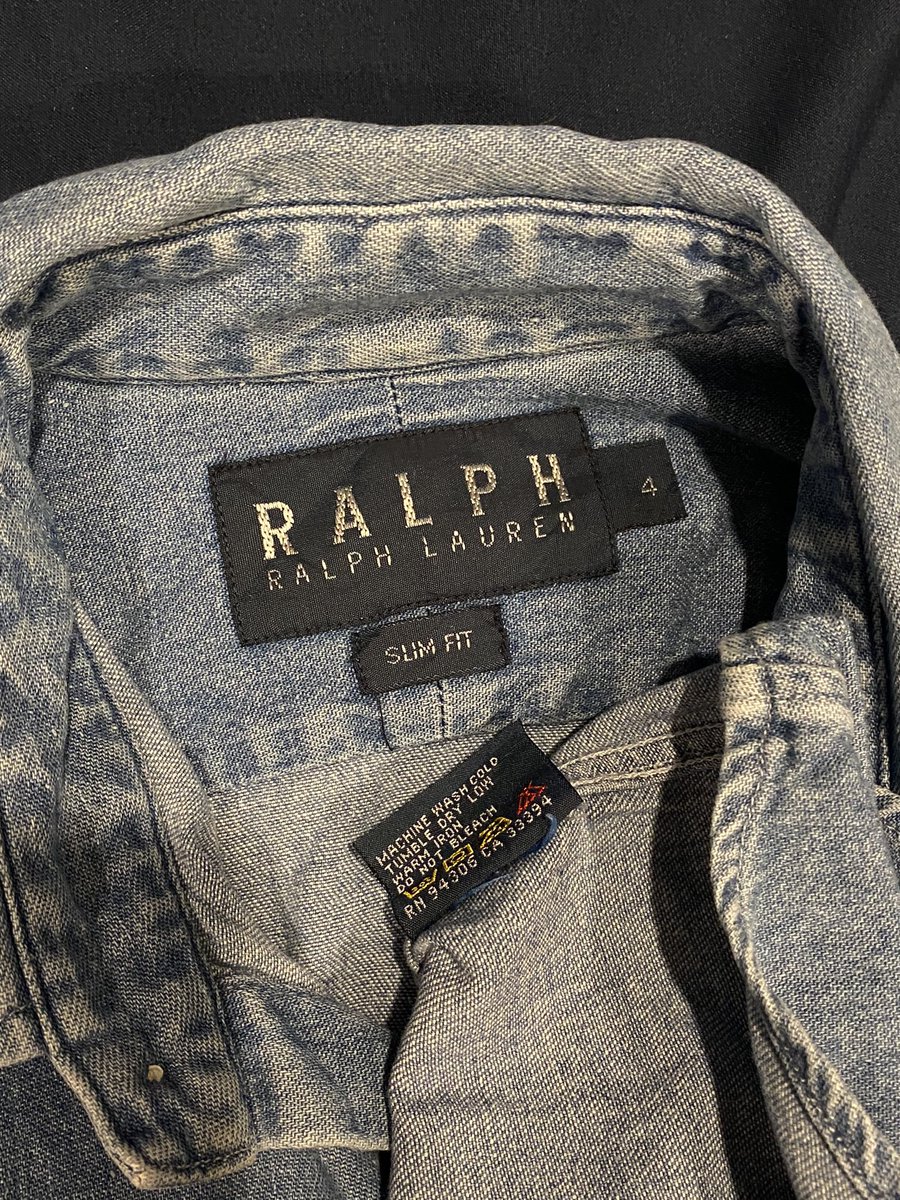 RALPH
RALPH LAUREN
4
SLIM FIT
MACHINE WASH COLD
TUMBLE DRY LOW
WARM IRON
DO NOT BLEACH
RN 94306 CA 33394